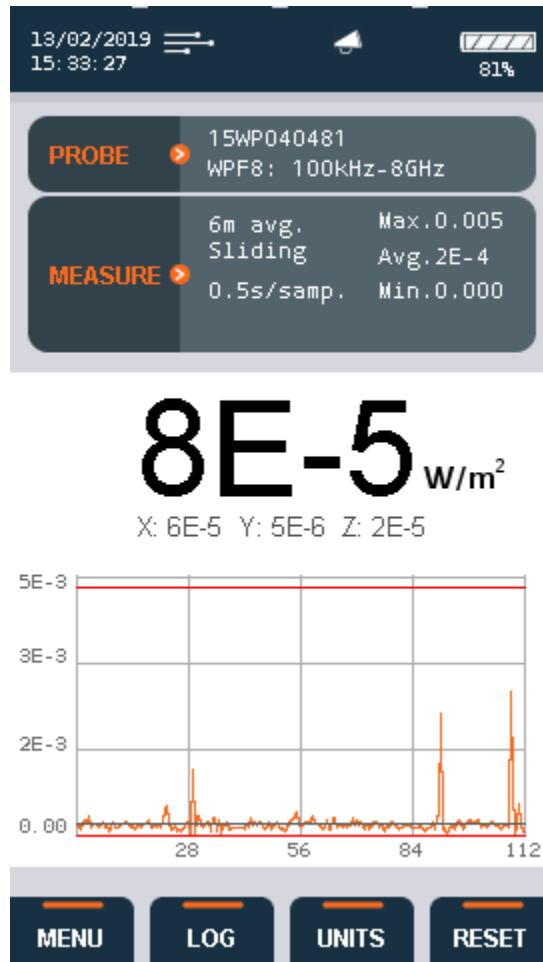 13/02/2019
15:33:27
81%
PROBE
15WP040481
WPF8: 100kHz-8GHz
MEASURE
6m avg.
Sliding
0.5s/samp.
Max.0.005
Avg.2E-4
Min.0.000
8E-5 W/m²
X: 6E-5 Y: 5E-6 Z: 2E-5
5E-3
3E-3
2E-3
0.00
28 56 84 112
MENU LOG UNITS RESET